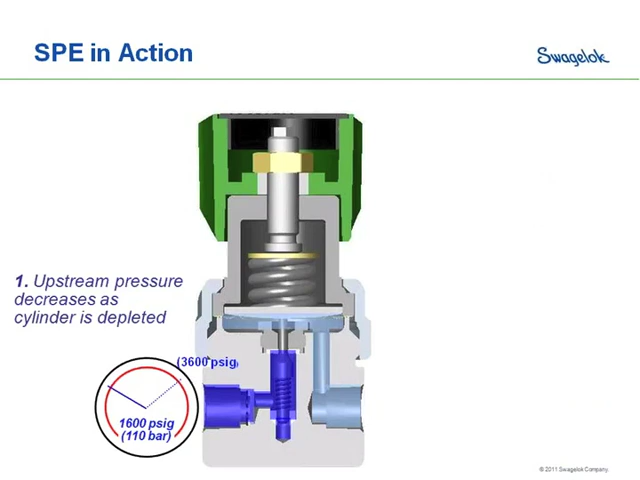 SPE in Action
Swagelok
1. Upstream pressure
decreases as
cylinder is depleted
(3600 psig)
1600 psig
(110 bar)
© 2011 Swagelok Company.